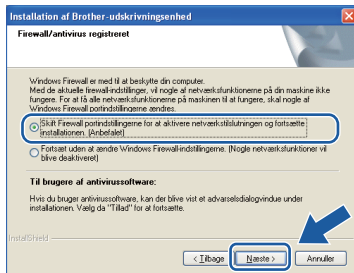 Installation af Brother-udskrivningsenhed
Firewall/antivirus registreret
Windows Firewall er med til at beskytte din computer.
Med de aktuelle firewall-indstillinger, vil nogle af netværksfunktionerne på din maskine ikke
fungere. For at få alle netværksfunktionerne på maskinen til at fungere, skal nogle af
Windows Firewall portindstillingerne ændres.
Skift Firewall portindstillingerne for at aktivere netværkstilslutningen og fortsætte
installationen. (Anbefalet)
Fortsæt uden at ændre Windows Firewall-indstillingerne. (Nogle netværksfunktioner vil
blive deaktiveret)
Til brugere af antivirussoftware:
Hvis du bruger antivirussoftware, kan der blive vist et advarselsdialogvindue under
installationen. Vælg da "Tillad" for at fortsætte.
InstallShield
< Tilbage
Næste >
Annuller